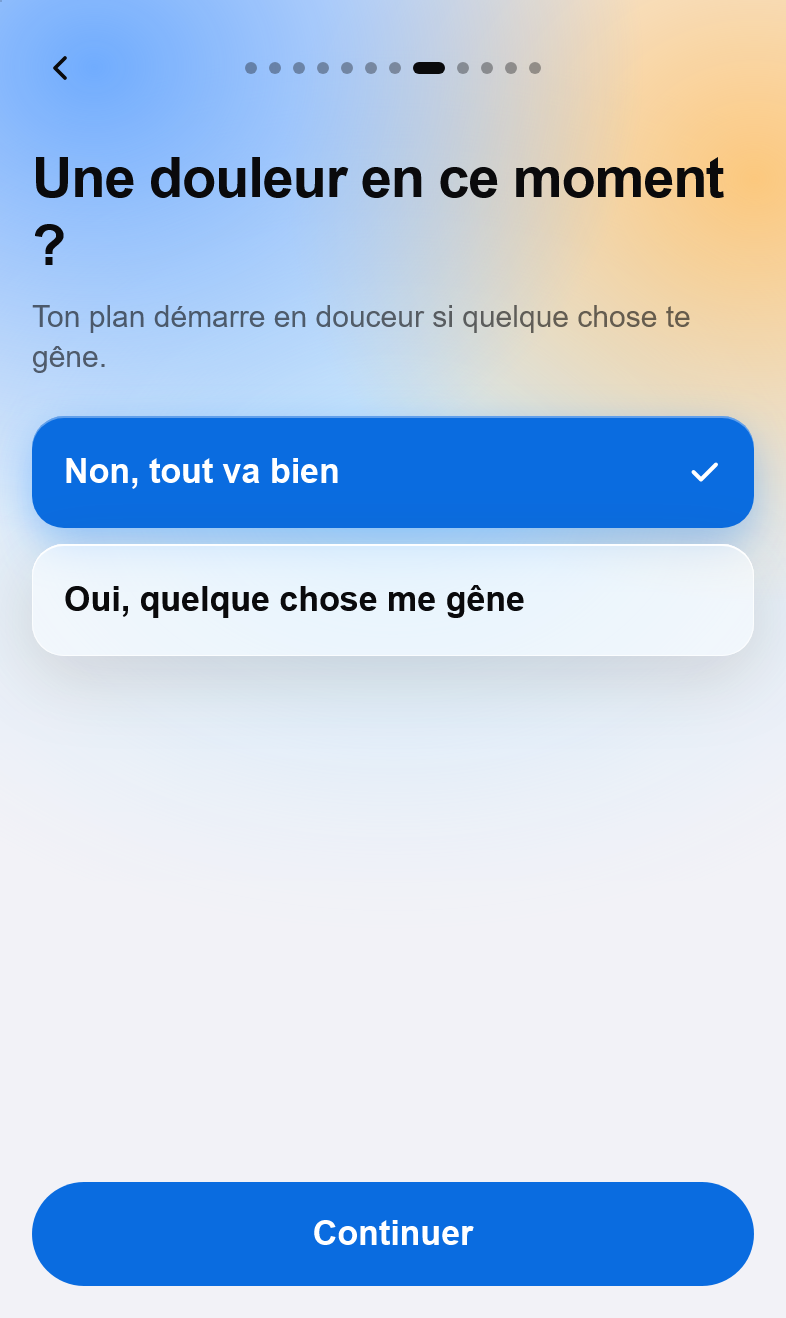 Une douleur en ce moment
?
Ton plan démarre en douceur si quelque chose te
gêne.
Non, tout va bien
Oui, quelque chose me gêne
Continuer